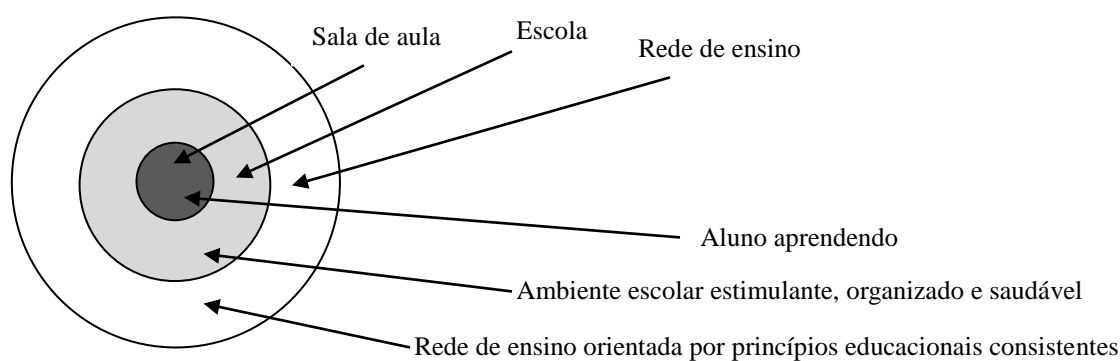 Sala de aula
Escola
Rede de ensino
Aluno aprendendo
Ambiente escolar estimulante, organizado e saudável
Rede de ensino orientada por princípios educacionais consistentes